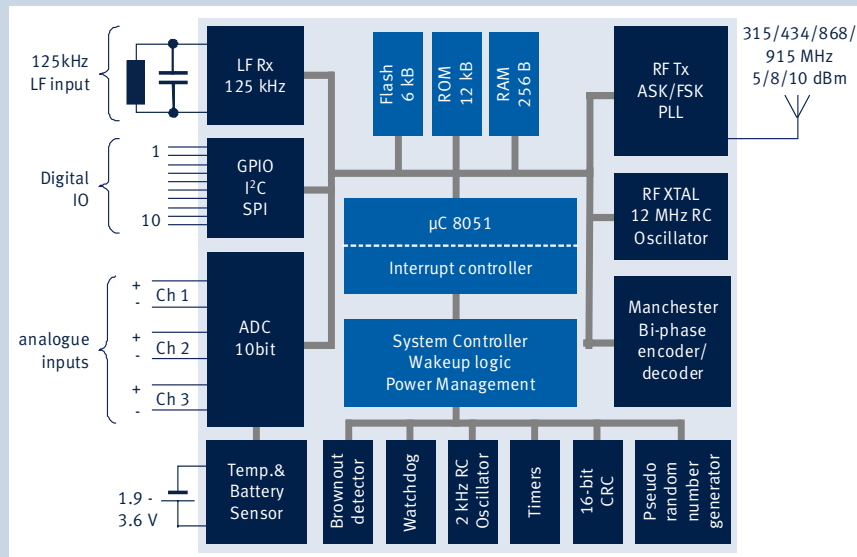 125kHz
LF input
LF Rx
125 kHz
Flash
6 kB
ROM
12 kB
RAM
256 B
RF Tx
ASK/FSK
PLL
315/434/868/
915 MHz
5/8/10 dBm
Digital
IO
1
10
GPIO
I²C
SPI
µC 8051
Interrupt controller
RF XTAL
12 MHz RC
Oscillator
analogue
inputs
+
-
Ch 1
+
-
Ch 2
+
-
Ch 3
ADC
10bit
System Controller
Wakeup logic
Power Management
Manchester
Bi-phase
encoder/
decoder
1.9 -
3.6 V
Temp.&
Battery
Sensor
Brownout
detector
Watchdog
2 kHz RC
Oscillator
Timers
16-bit
CRC
Pseudo
random
number
generator